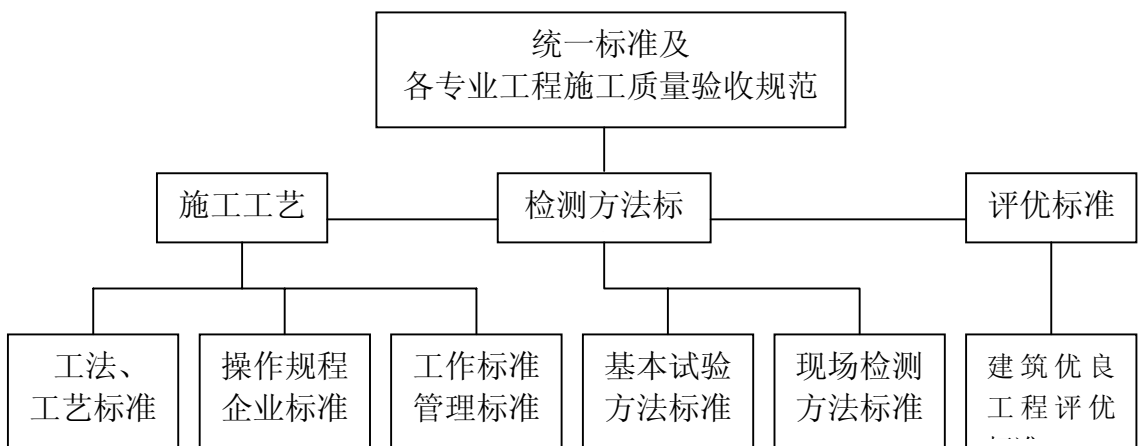 统一标准及
各专业工程施工质量验收规范
施工工艺
检测方法标
评优标准
工法、
工艺标准
操作规程
企业标准
工作标准
管理标准
基本试验
方法标准
现场检测
方法标准
建筑优良
工程评优